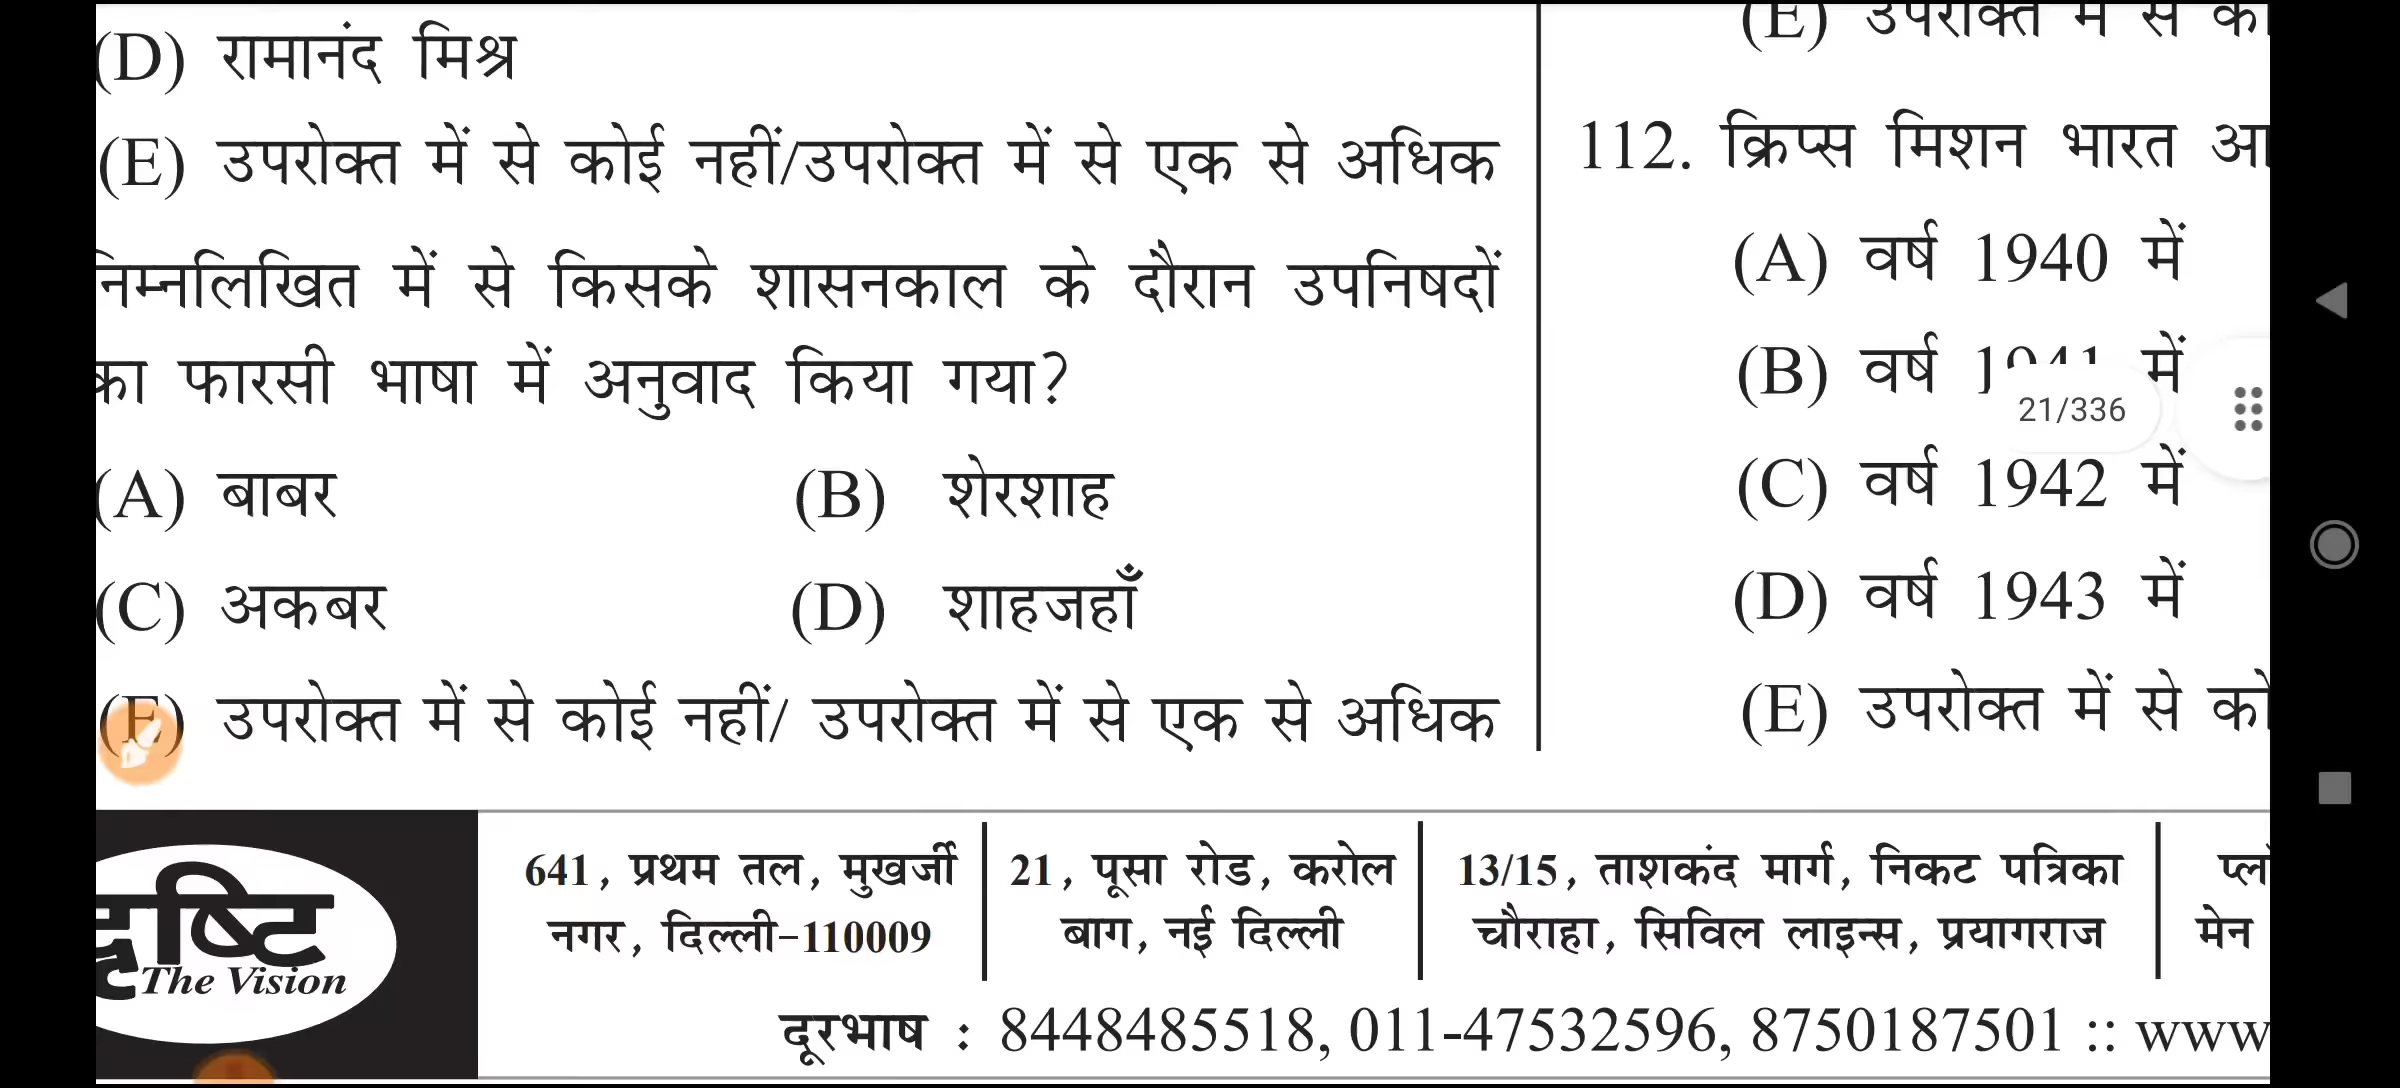 (D) रामानंद मिश्र
(E) उपरोक्त में से कोई नहीं/उपरोक्त में से एक से अधिक
निम्नलिखित में से किसके शासनकाल के दौरान उपनिषदों
का फारसी भाषा में अनुवाद किया गया?
(A) बाबर (B) शेरशाह
(C) अकबर (D) शाहजहाँ
(E) उपरोक्त में से कोई नहीं/ उपरोक्त में से एक से अधिक
(E) उपरोक्त में से
112. क्रिप्स मिशन भारत
(A) वर्ष 1940 में
(B) वर्ष 1941 में
21/336
(C) वर्ष 1942 में
(D) वर्ष 1943 में
(E) उपरोक्त में से
दृष्टि
The Vision
641, प्रथम तल, मुखर्जी
नगर, दिल्ली-110009
21, पूसा रोड, करोल
बाग, नई दिल्ली
13/15, ताशकंद मार्ग, निकट पत्रिका
चौराहा, सिविल लाइन्स, प्रयागराज
मेन
दूरभाष : 8448485518, 011-47532596, 8750187501 :: www